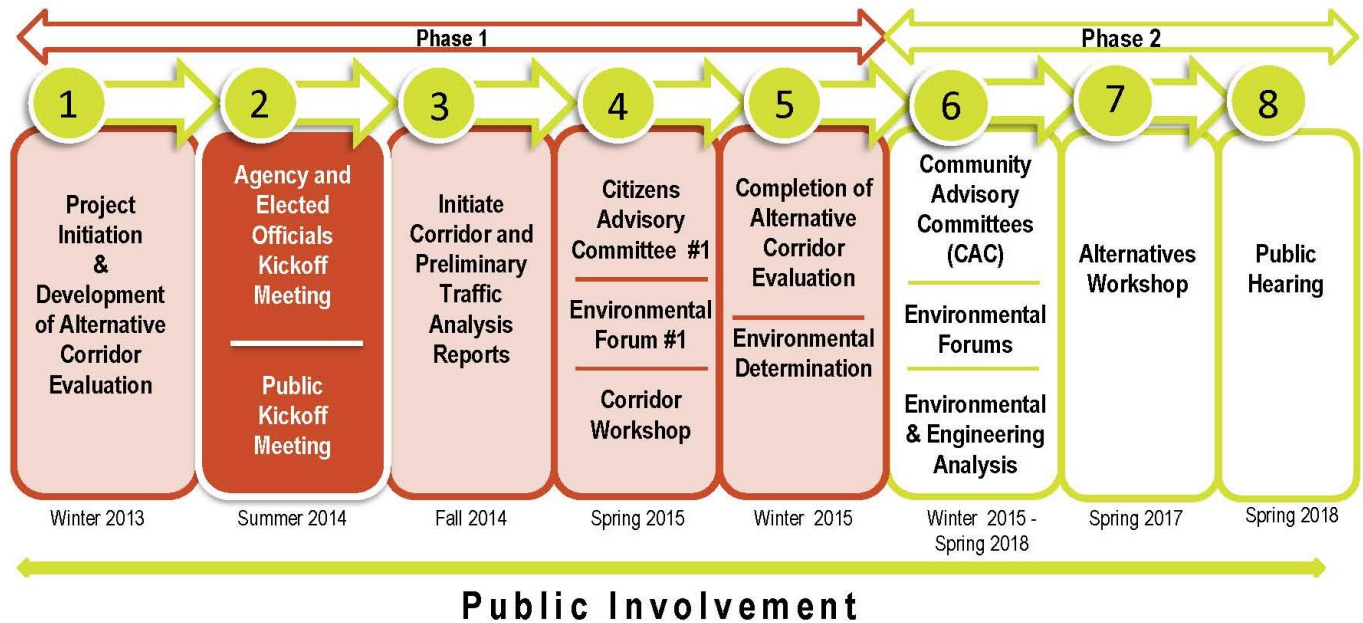 Phase 1
Phase 2
1
2
3
4
5
6
7
8
Project
Initiation
&
Development
of Alternative
Corridor
Evaluation
Agency and
Elected
Officials
Kickoff
Meeting
Public
Kickoff
Meeting
Initiate
Corridor and
Preliminary
Traffic
Analysis
Reports
Citizens
Advisory
Committee #1
Environmental
Forum #1
Corridor
Workshop
Completion of
Alternative
Corridor
Evaluation
Environmental
Determination
Community
Advisory
Committees
(CAC)
Environmental
Forums
Environmental
& Engineering
Analysis
Alternatives
Workshop
Public
Hearing
Winter 2013
Summer 2014
Fall 2014
Spring 2015
Winter 2015
Winter 2015 -
Spring 2018
Spring 2017
Spring 2018
Public Involvement